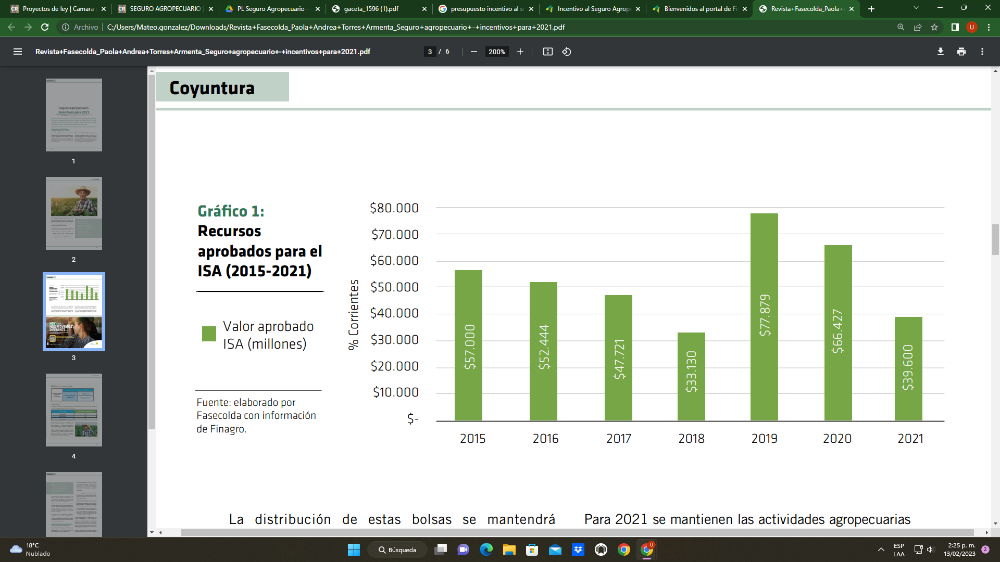 Proyectos de ley | Camara
SEGURO AGROPECUARIO
PL Seguro Agropecuario -
gaceta_1596 (1).pdf
presupuesto incentivo al s
Incentivo al Seguro Agrop
Bienvenidos al portal de F
Revista+Fasecolda_Paola+
Archivo
C:/Users/Mateo.gonzalez/Downloads/Revista+Fasecolda_Paola+Andrea+Torres+Armenta_Seguro+agropecuario+-+incentivos+para+2021.pdf
U
Revista+Fasecolda_Paola+Andrea+Torres+Armenta_Seguro+agropecuario+-+incentivos+para+2021.pdf
3 / 6
200%
Seguro Agropecuario:
incentivos para 2021
1
2
HOY
NOS MOVEMOS
DIFERENTE
3
4
Coyuntura
Gráfico 1:
Recursos
aprobados para el
ISA (2015-2021)
Valor aprobado
ISA (millones)
Fuente: elaborado por
Fasecolda con información
de Finagro.
% Corrientes
$80.000
$70.000
$60.000
$50.000
$40.000
$30.000
$20.000
$10.000
$-
$57.000
$52.444
$47.721
$33.130
$77.879
$66.427
$39.600
2015 2016 2017 2018 2019 2020 2021
La distribución de estas bolsas se mantendrá
Para 2021 se mantienen las actividades agropecuarias
18°C
Nublado
Búsqueda
U
ESP
LAA
2:25 p. m.
13/02/2023
2